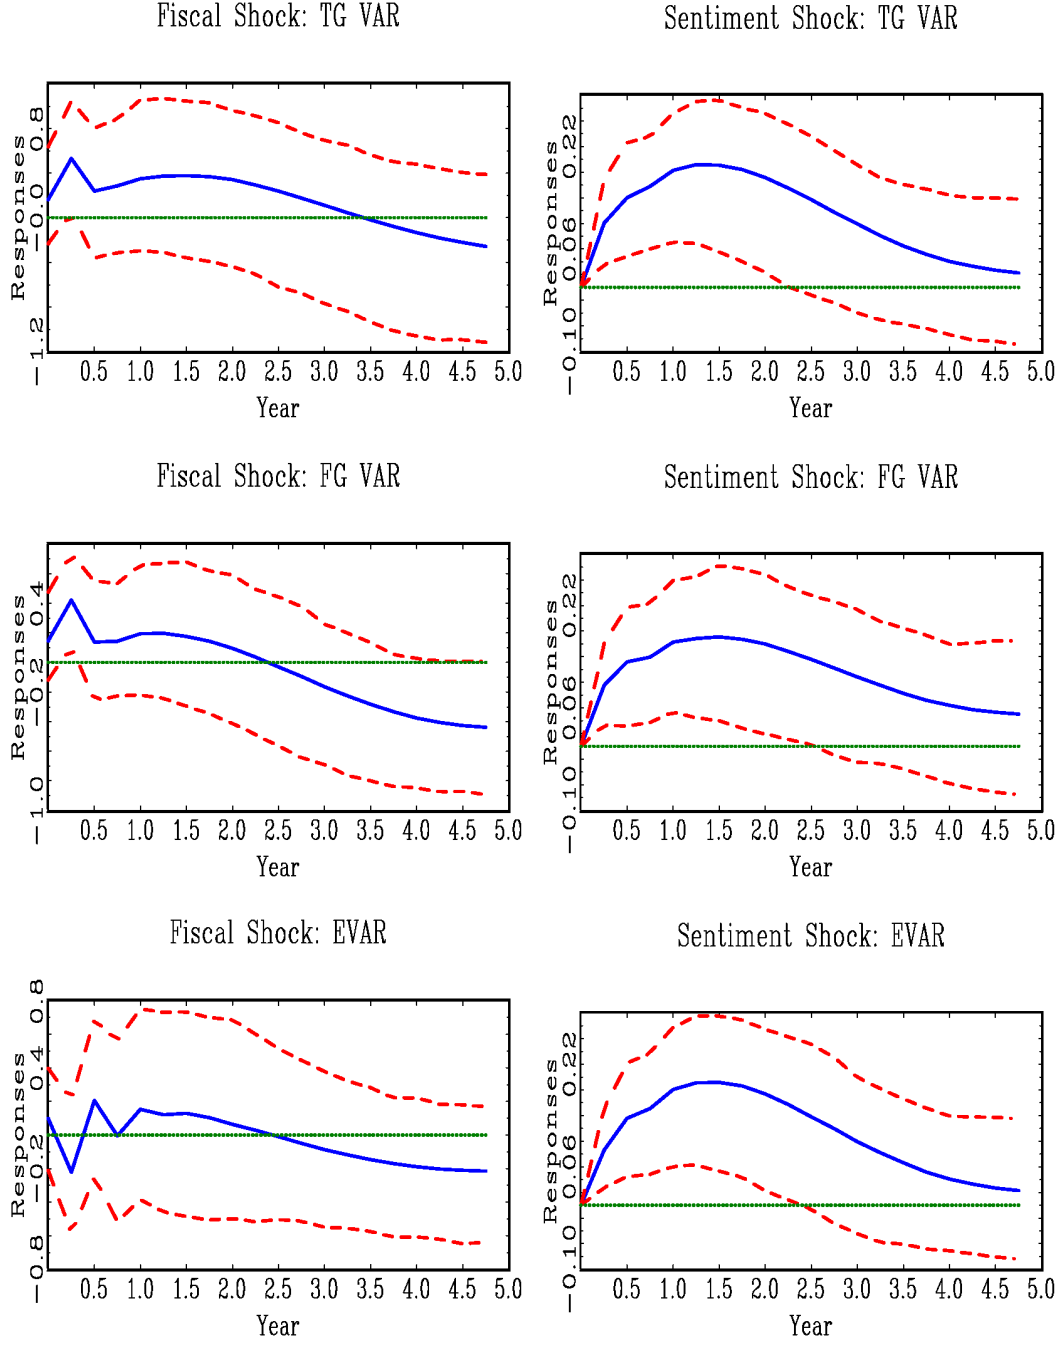 Fiscal Shock: TG VAR
Responses
0.8
−0.0
−1.2
0.5 1.0 1.5 2.0 2.5 3.0 3.5 4.0 4.5 5.0
Year
Sentiment Shock: TG VAR
Responses
0.22
0.06
−0.10
0.5 1.0 1.5 2.0 2.5 3.0 3.5 4.0 4.5 5.0
Year
Fiscal Shock: FG VAR
Responses
0.4
−0.2
−1.0
0.5 1.0 1.5 2.0 2.5 3.0 3.5 4.0 4.5 5.0
Year
Sentiment Shock: FG VAR
Responses
0.22
0.06
−0.10
0.5 1.0 1.5 2.0 2.5 3.0 3.5 4.0 4.5 5.0
Year
Fiscal Shock: EVAR
Responses
0.8
0.4
−0.2
−0.8
0.5 1.0 1.5 2.0 2.5 3.0 3.5 4.0 4.5 5.0
Year
Sentiment Shock: EVAR
Responses
0.22
0.06
−0.10
0.5 1.0 1.5 2.0 2.5 3.0 3.5 4.0 4.5 5.0
Year